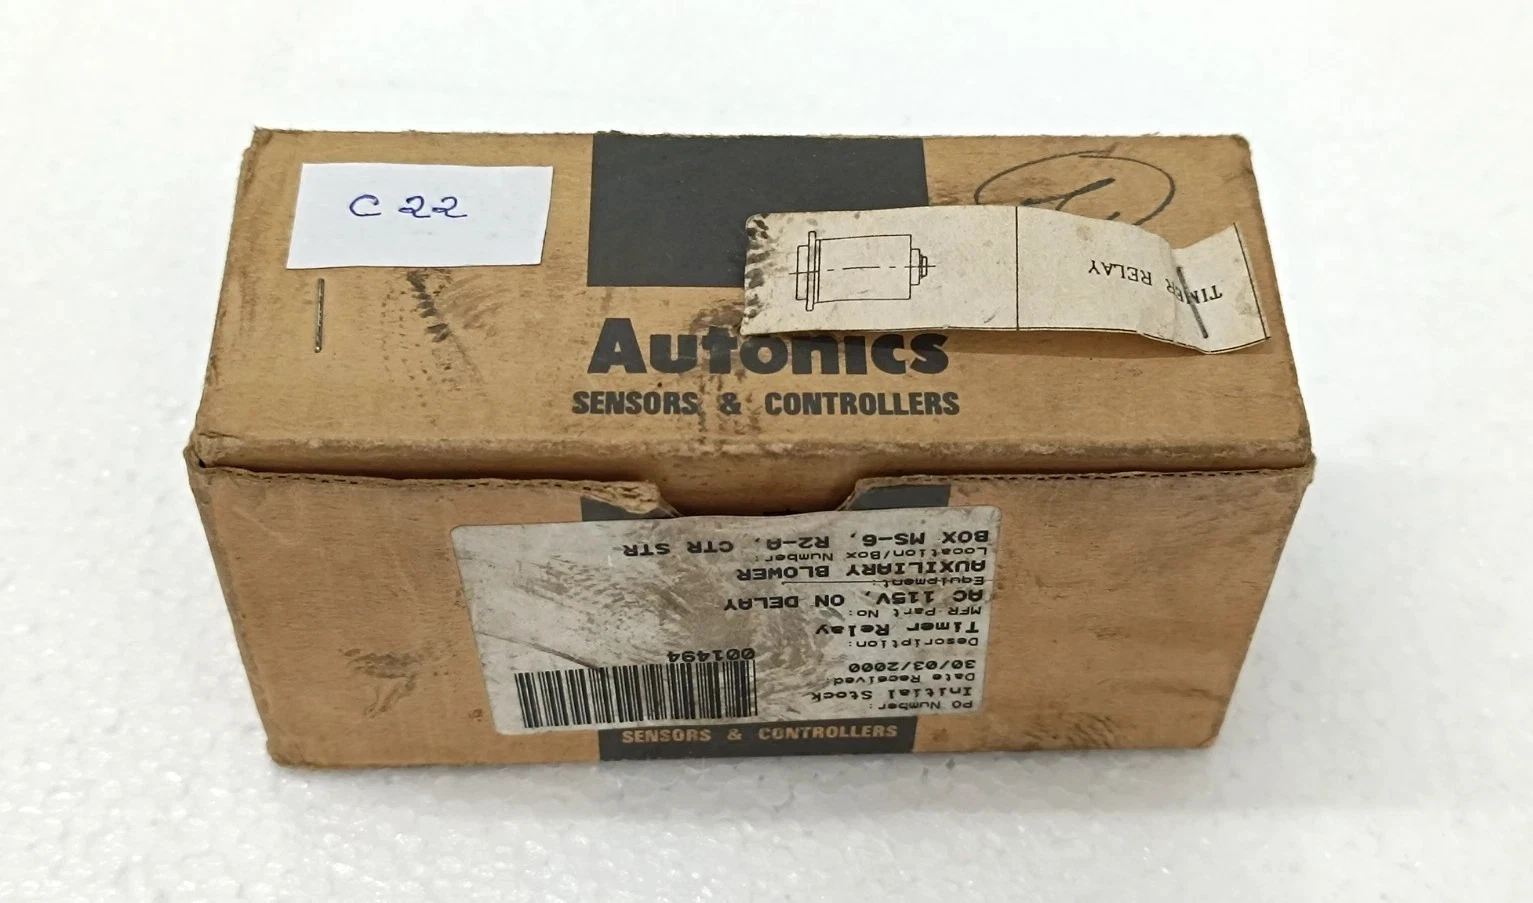 C 22
TIMER RELAY
Autonics
SENSORS & CONTROLLERS
PO Number:
Initial Stock
Date Received:
30/03/2000
001494
Description:
Timer Relay
MFR Part No:
AC 115V, ON DELAY
Equipment:
AUXILIARY BLOWER
Location/Box Number:
BOX MS-6, R2-A, CTR STR
SENSORS & CONTROLLERS